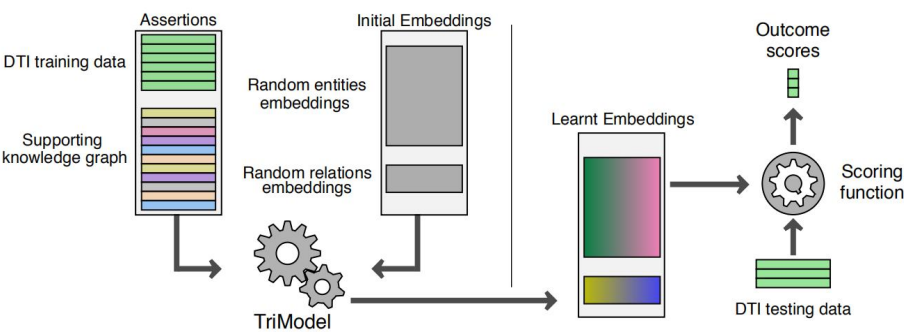 Assertions
DTI training data
Supporting
knowledge graph
Initial Embeddings
Random entities
embeddings
Random relations
embeddings
TriModel
Learnt Embeddings
Outcome
scores
Scoring
function
DTI testing data